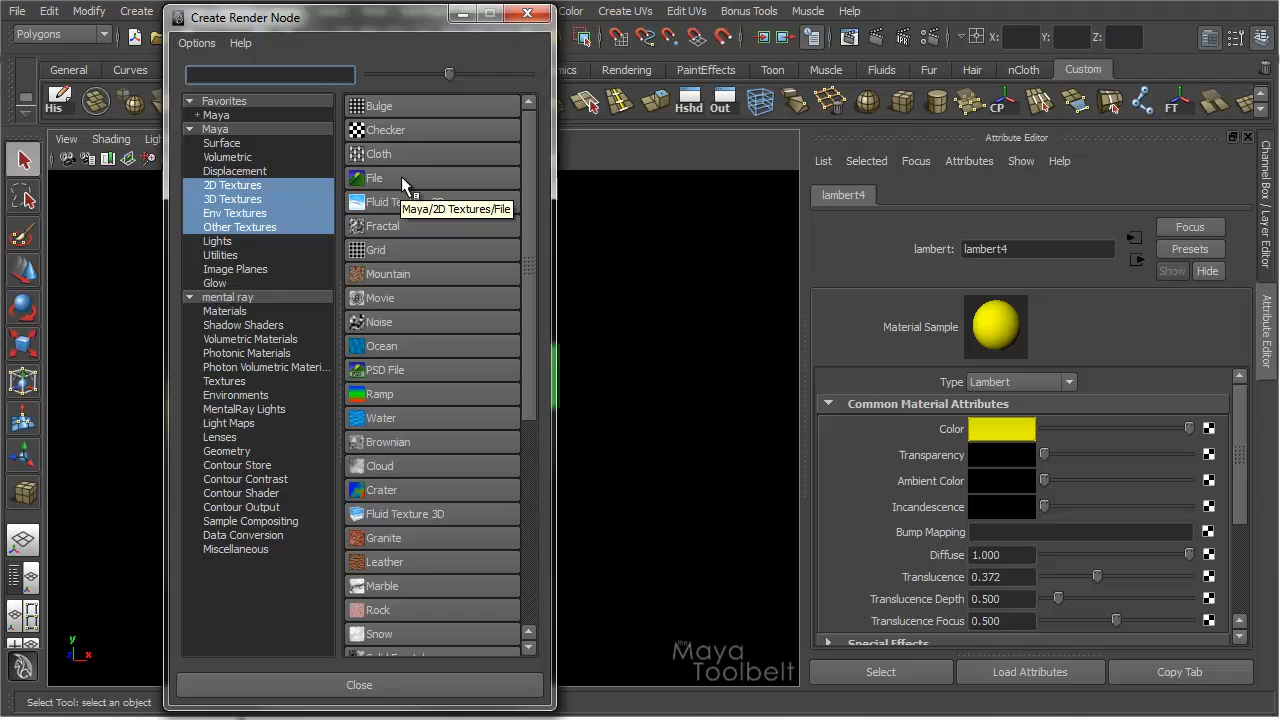 File
Edit
Create Render Node
Color
Create UVs
Edit UVs
Bonus Tools
Muscle
Help
Polygons
X:
Y:
Z:
Options
Help
General
Curves
Rendering
PaintEffects
Toon
Muscle
Fluids
Fur
Hair
nCloth
Custom
His
Hshd
Out
CP
FT
View
Shading
Favorites
+ Maya
Maya
Surface
Volumetric
Displacement
2D Textures
3D Textures
Env Textures
Other Textures
Lights
Utilities
Image Planes
Glow
mental ray
Materials
Shadow Shaders
Volumetric Materials
Photonic Materials
Photon Volumetric Materi...
Textures
Environments
MentalRay Lights
Light Maps
Lenses
Geometry
Contour Store
Contour Contrast
Contour Shader
Contour Output
Sample Compositing
Data Conversion
Miscellaneous
Bulge
Checker
Cloth
File
Maya/2D Textures/File
Fractal
Grid
Mountain
Movie
Noise
Ocean
PSD File
Ramp
Water
Brownian
Cloud
Crater
Fluid Texture 3D
Granite
Leather
Marble
Rock
Snow
Close
y
z
x
the
Maya
Toolbelt
Attribute Editor
List
Selected
Focus
Attributes
Show
Help
lambert4
lambert:
lambert4
Focus
Presets
Show
Hide
Material Sample
Type
Lambert
Common Material Attributes
Color
Transparency
Ambient Color
Incandescence
Bump Mapping
Diffuse
1.000
Translucence
0.372
Translucence Depth
0.500
Translucence Focus
0.500
Special Effects
Select
Load Attributes
Copy Tab
Channel Box / Layer Editor
Attribute Editor
Select Tool: select an object